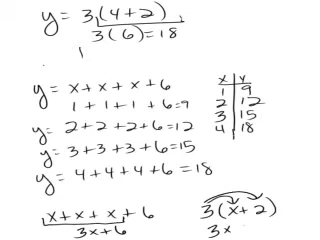 y = 3(4+2)
3(6)=18
y = x+x+x+6
1+1+1+6=9
y = 2+2+2+6=12
y = 3+3+3+6=15
y = 4+4+4+6=18
x y
1 9
2 12
3 15
4 18
x+x+x+6
3x+6
3(x+2)
3x